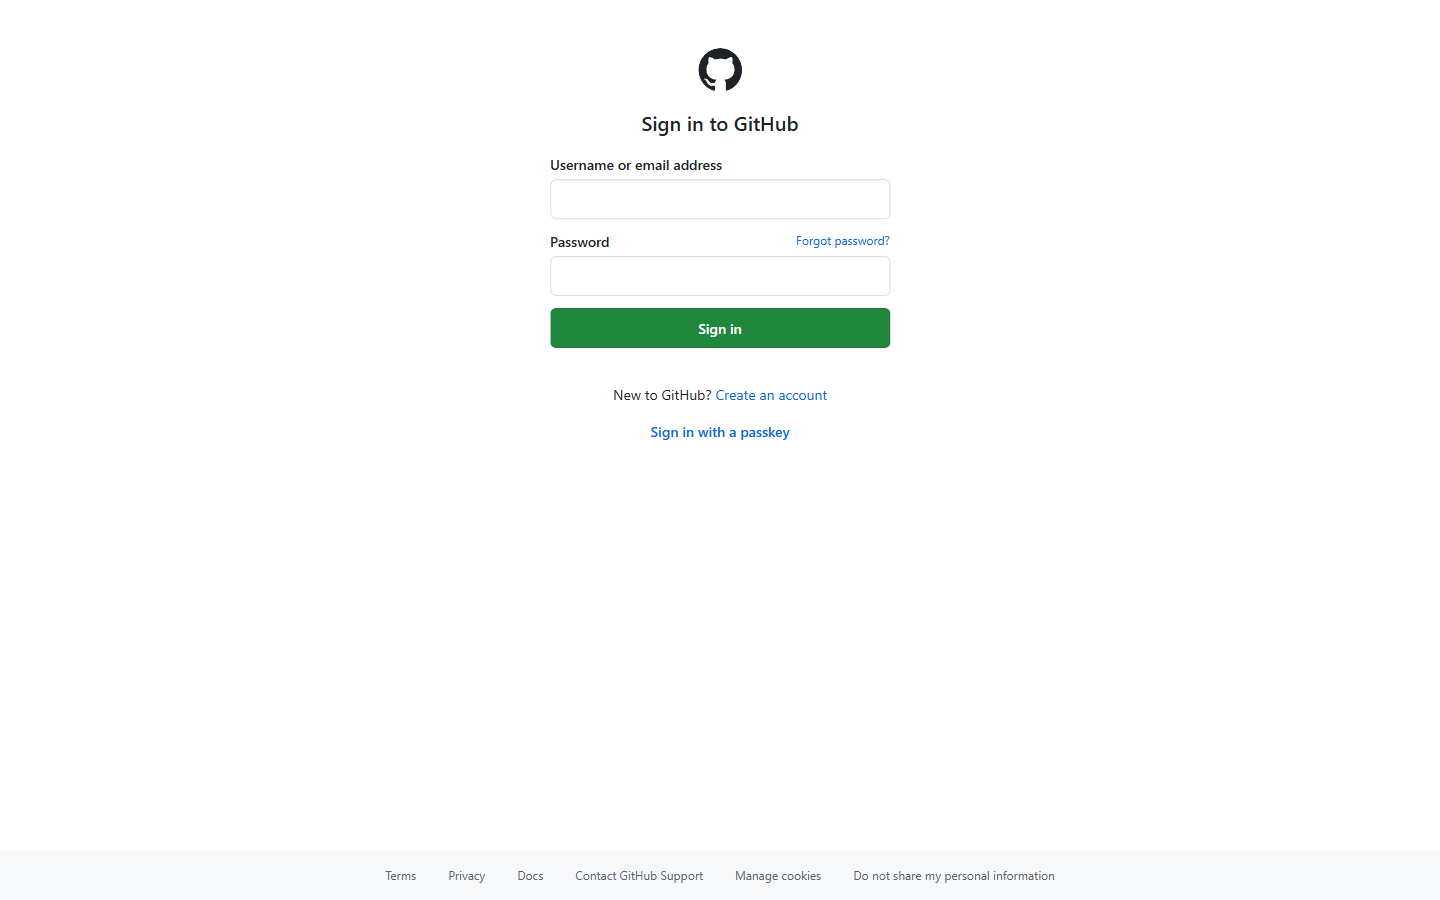 Sign in to GitHub
Username or email address
Password
Forgot password?
Sign in
New to GitHub? Create an account
Sign in with a passkey
Terms
Privacy
Docs
Contact GitHub Support
Manage cookies
Do not share my personal information